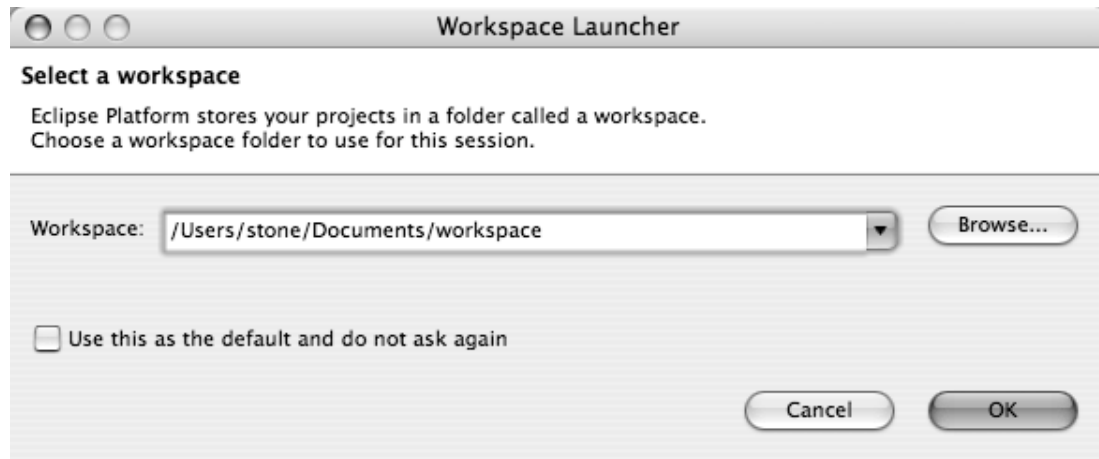 Workspace Launcher
Select a workspace
Eclipse Platform stores your projects in a folder called a workspace.
Choose a workspace folder to use for this session.
Workspace: /Users/stone/Documents/workspace Browse...
Use this as the default and do not ask again
Cancel OK